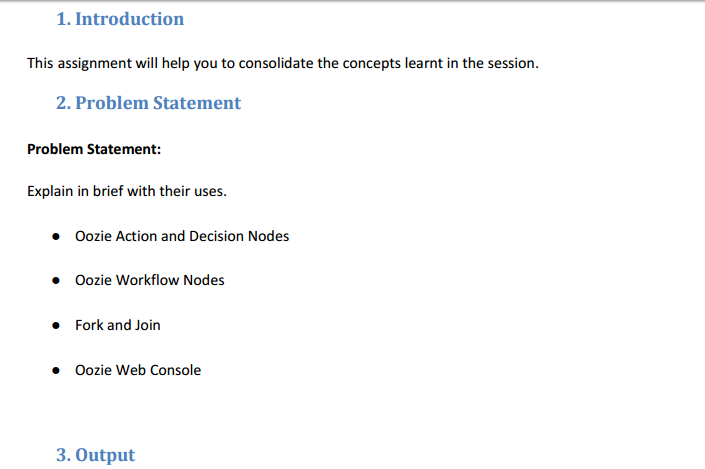 1. Introduction
This assignment will help you to consolidate the concepts learnt in the session.
2. Problem Statement
Problem Statement:
Explain in brief with their uses.
● Oozie Action and Decision Nodes
● Oozie Workflow Nodes
● Fork and Join
● Oozie Web Console
3. Output